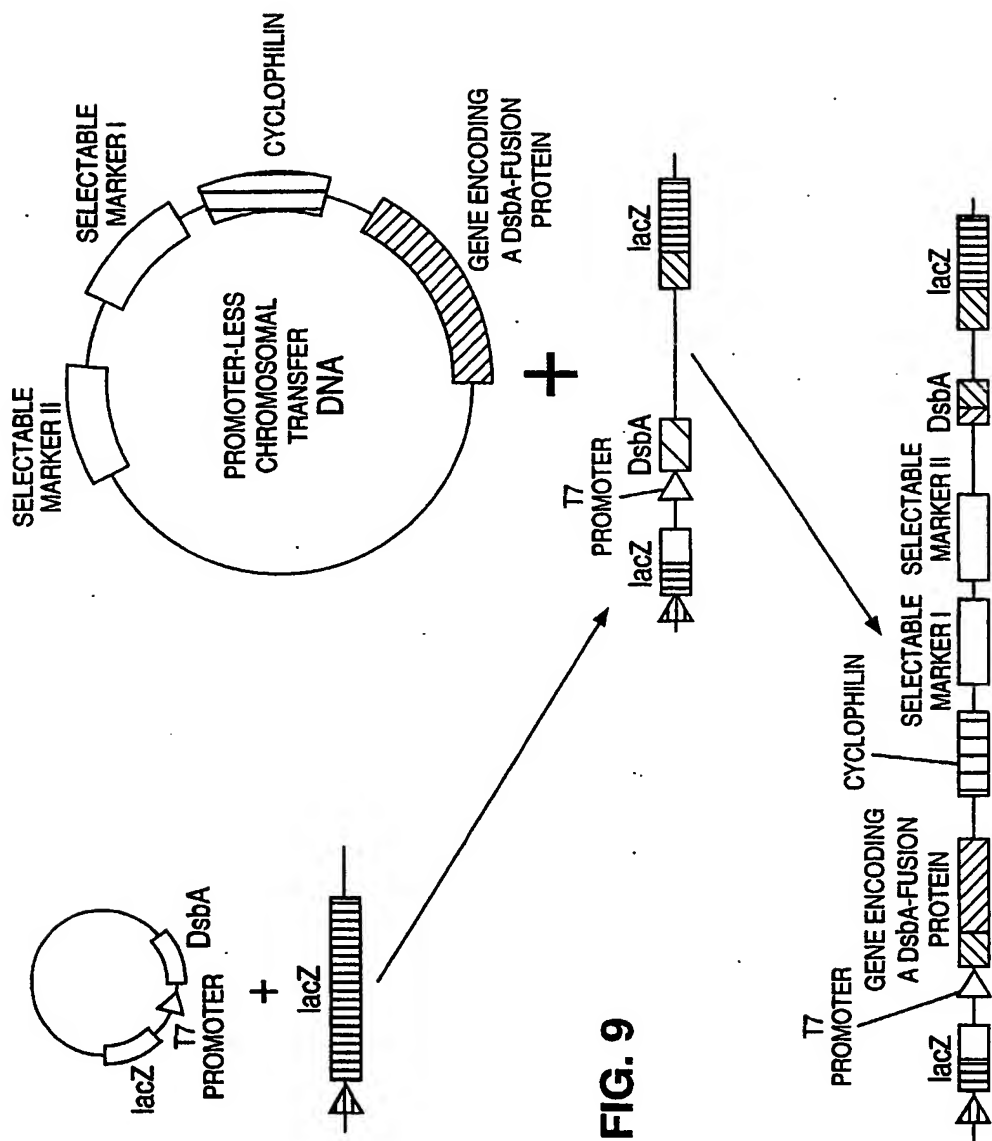 SELECTABLE
MARKER II
SELECTABLE
MARKER I
CYCLOPHILIN
PROMOTER-LESS
CHROMOSOMAL
TRANSFER
DNA
GENE ENCODING
A DsbA-FUSION
PROTEIN
lacZ
T7
PROMOTER
DsbA
+
lacZ
+
lacZ
T7
PROMOTER
DsbA
lacZ
lacZ
T7
PROMOTER
GENE ENCODING
A DsbA-FUSION
PROTEIN
CYCLOPHILIN
SELECTABLE
MARKER I
SELECTABLE
MARKER II
DsbA
lacZ
FIG. 9